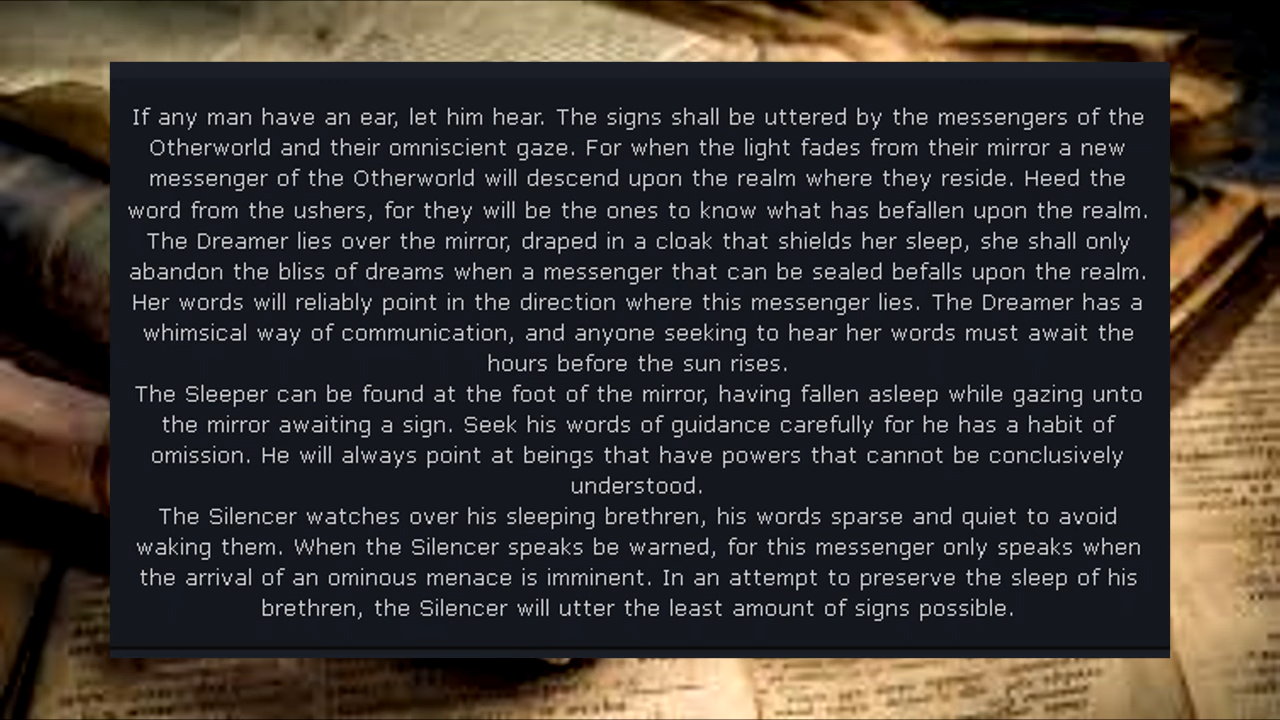 If any man have an ear, let him hear. The signs shall be uttered by the messengers of the
Otherworld and their omniscient gaze. For when the light fades from their mirror a new
messenger of the Otherworld will descend upon the realm where they reside. Heed the
word from the ushers, for they will be the ones to know what has befallen upon the realm.
The Dreamer lies over the mirror, draped in a cloak that shields her sleep, she shall only
abandon the bliss of dreams when a messenger that can be sealed befalls upon the realm.
Her words will reliably point in the direction where this messenger lies. The Dreamer has a
whimsical way of communication, and anyone seeking to hear her words must await the
hours before the sun rises.
The Sleeper can be found at the foot of the mirror, having fallen asleep while gazing unto
the mirror awaiting a sign. Seek his words of guidance carefully for he has a habit of
omission. He will always point at beings that have powers that cannot be conclusively
understood.
The Silencer watches over his sleeping brethren, his words sparse and quiet to avoid
waking them. When the Silencer speaks be warned, for this messenger only speaks when
the arrival of an ominous menace is imminent. In an attempt to preserve the sleep of his
brethren, the Silencer will utter the least amount of signs possible.